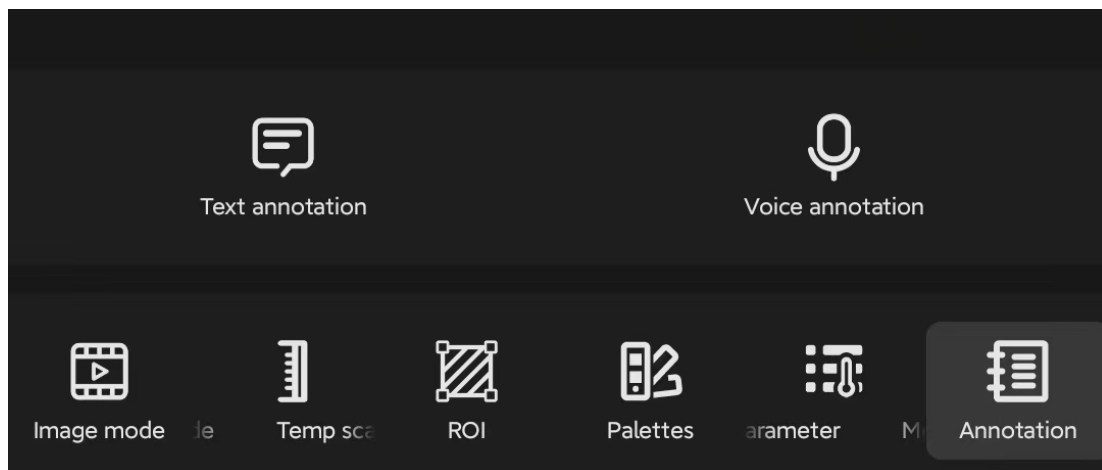 Text annotation
Voice annotation
Image mode
Temp sca
ROI
Palettes
arameter
Annotation